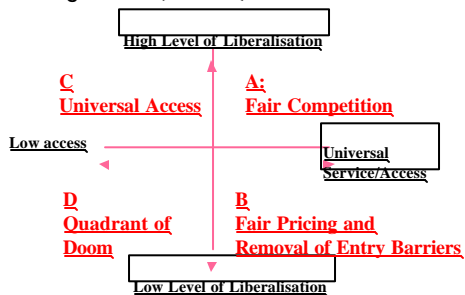 High Level of Liberalisation
C
Universal Access
A:
Fair Competition
Low access
Universal
Service/Access
D
Quadrant of
Doom
B
Fair Pricing and
Removal of Entry Barriers
Low Level of Liberalisation